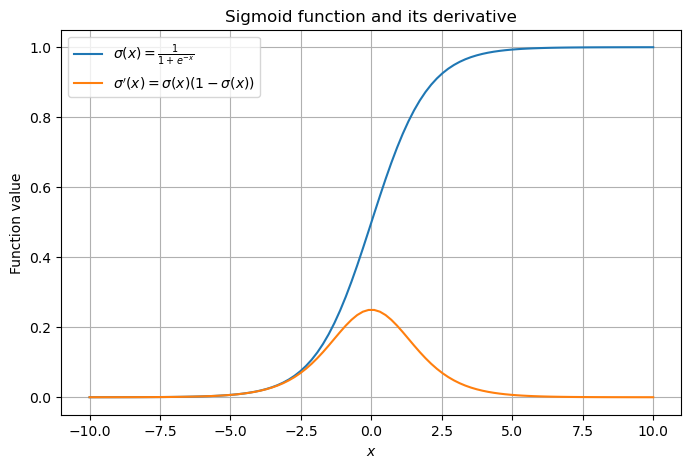 Sigmoid function and its derivative
σ(x) = 1/(1 + e^{−x})
σ′(x) = σ(x)(1 − σ(x))
Function value
1.0
0.8
0.6
0.4
0.2
0.0
−10.0 −7.5 −5.0 −2.5 0.0 2.5 5.0 7.5 10.0
x